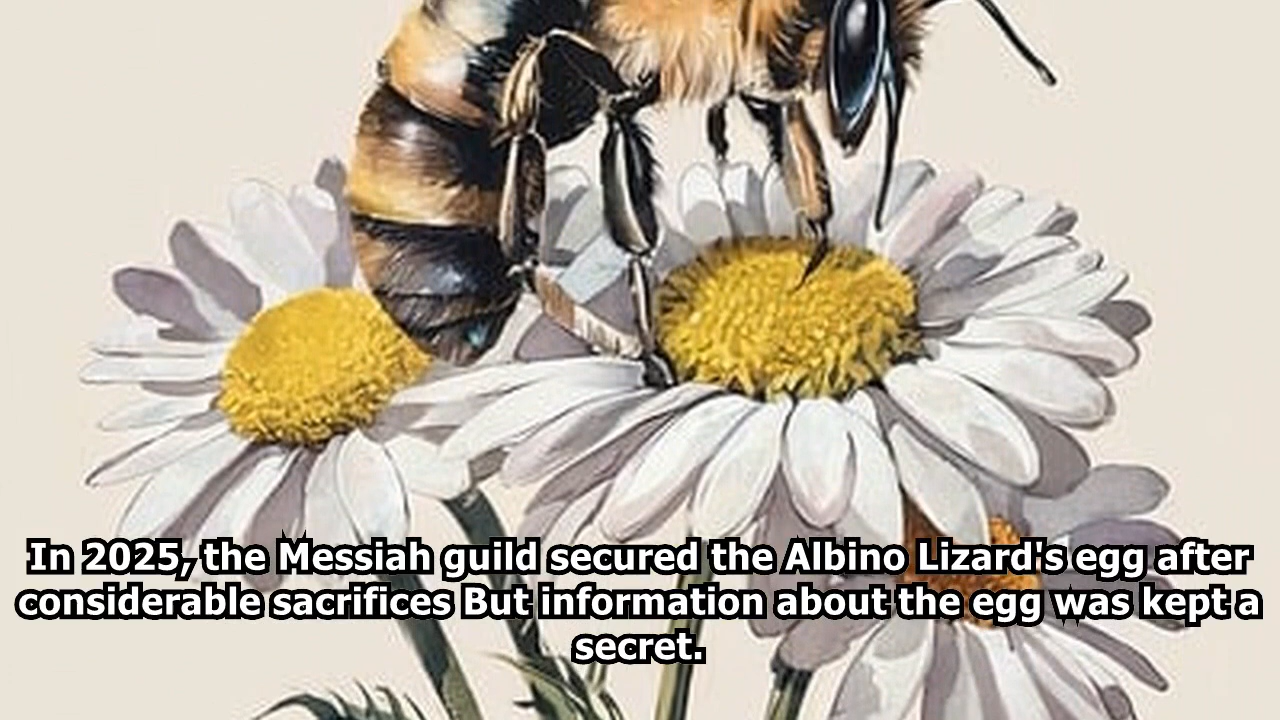 In 2025, the Messiah guild secured the Albino Lizard's egg after
considerable sacrifices But information about the egg was kept a
secret.